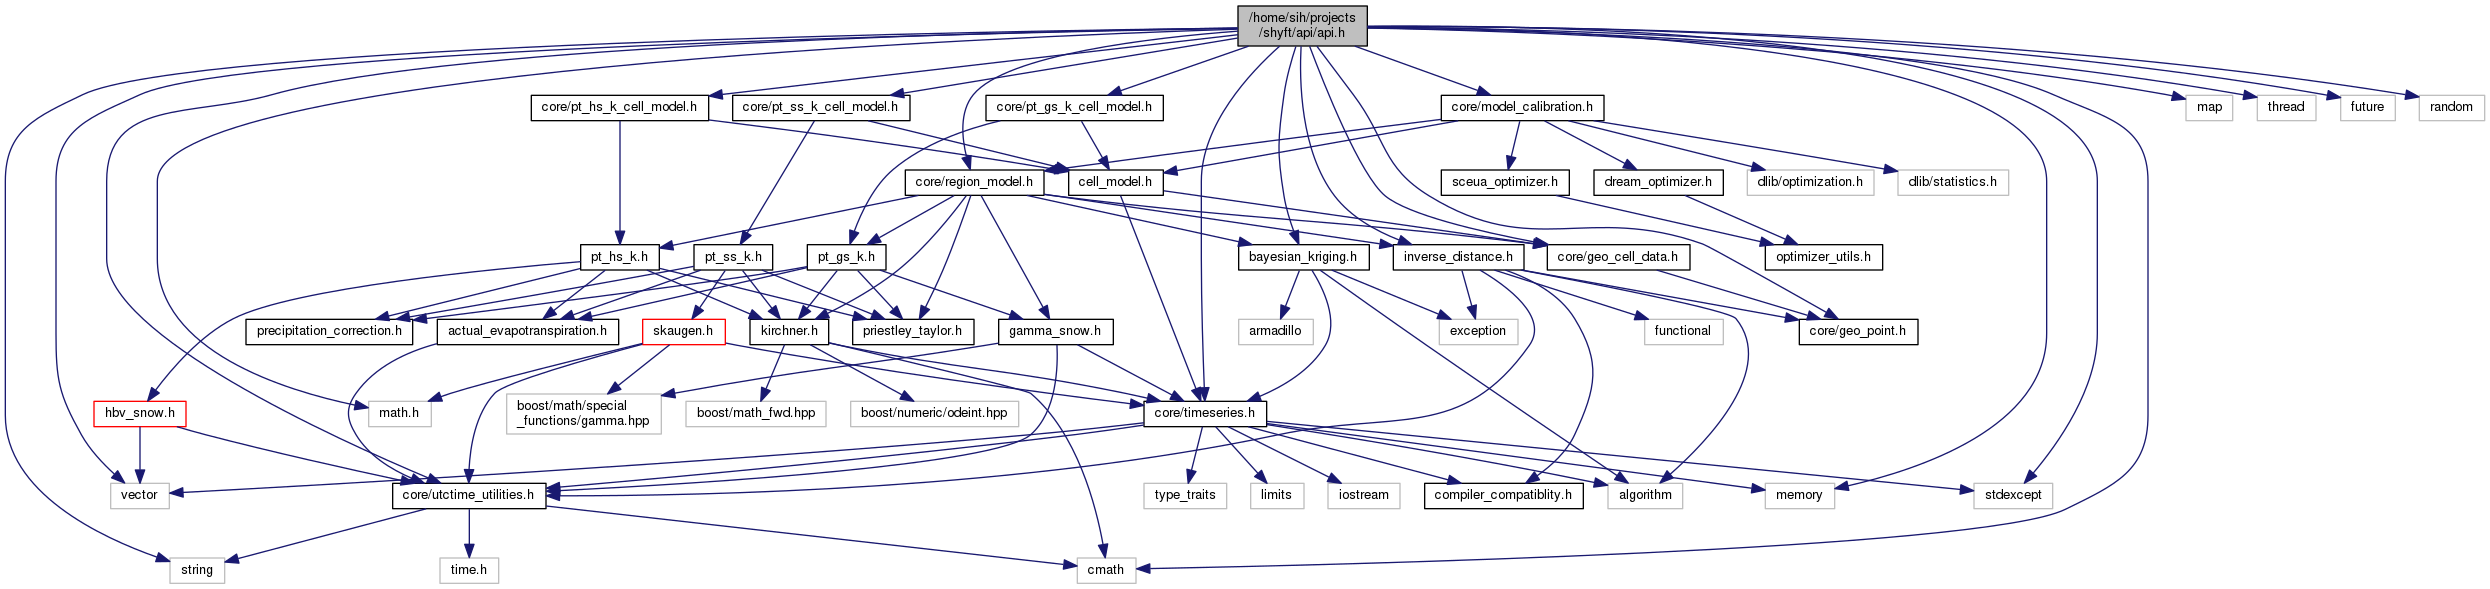 /home/sih/projects
/shyft/api/api.h
core/pt_hs_k_cell_model.h
core/pt_ss_k_cell_model.h
core/pt_gs_k_cell_model.h
core/model_calibration.h
map
thread
future
random
core/region_model.h
cell_model.h
sceua_optimizer.h
dream_optimizer.h
dlib/optimization.h
dlib/statistics.h
pt_hs_k.h
pt_ss_k.h
pt_gs_k.h
bayesian_kriging.h
inverse_distance.h
core/geo_cell_data.h
optimizer_utils.h
precipitation_correction.h
actual_evapotranspiration.h
skaugen.h
kirchner.h
priestley_taylor.h
gamma_snow.h
armadillo
exception
functional
core/geo_point.h
hbv_snow.h
math.h
boost/math/special
_functions/gamma.hpp
boost/math_fwd.hpp
boost/numeric/odeint.hpp
core/timeseries.h
vector
core/utctime_utilities.h
type_traits
limits
iostream
compiler_compatiblity.h
algorithm
memory
stdexcept
string
time.h
cmath